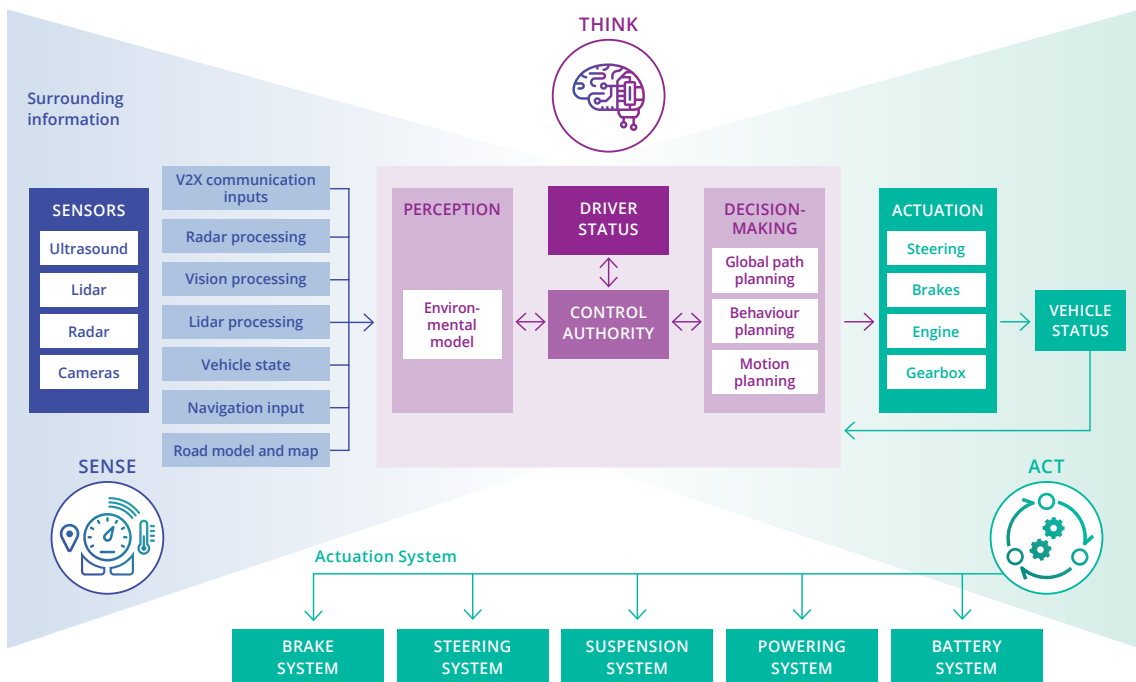 THINK
Surrounding
information
SENSORS
Ultrasound
Lidar
Radar
Cameras
V2X communication
inputs
Radar processing
Vision processing
Lidar processing
Vehicle state
Navigation input
Road model and map
PERCEPTION
Environ-
mental
model
DRIVER
STATUS
CONTROL
AUTHORITY
DECISION-
MAKING
Global path
planning
Behaviour
planning
Motion
planning
ACTUATION
Steering
Brakes
Engine
Gearbox
VEHICLE
STATUS
SENSE
ACT
Actuation System
BRAKE
SYSTEM
STEERING
SYSTEM
SUSPENSION
SYSTEM
POWERING
SYSTEM
BATTERY
SYSTEM